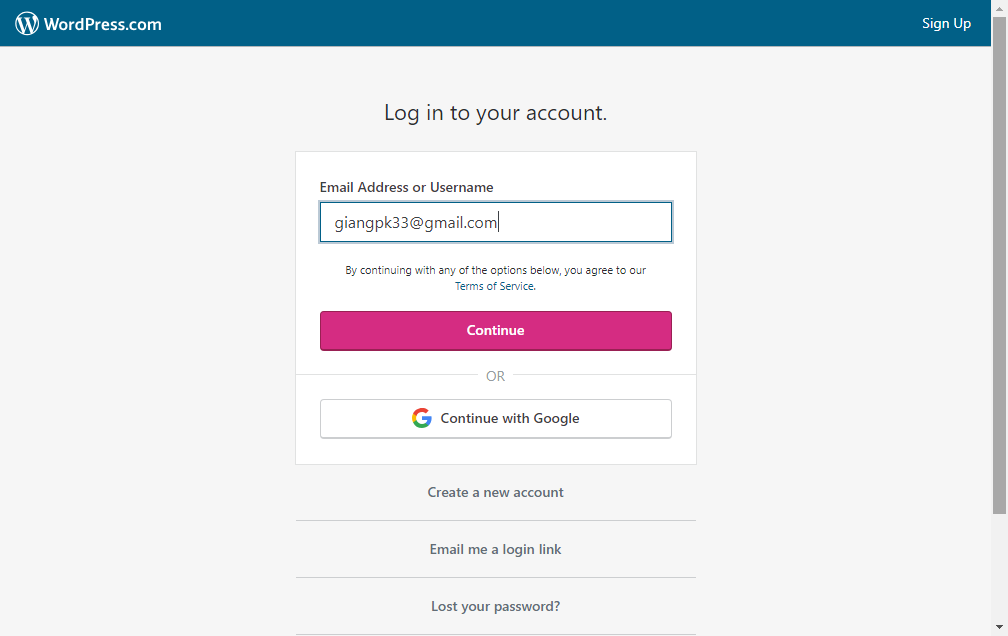 WordPress.com
Sign Up
Log in to your account.
Email Address or Username
giangpk33@gmail.com
By continuing with any of the options below, you agree to our
Terms of Service.
Continue
OR
Continue with Google
Create a new account
Email me a login link
Lost your password?